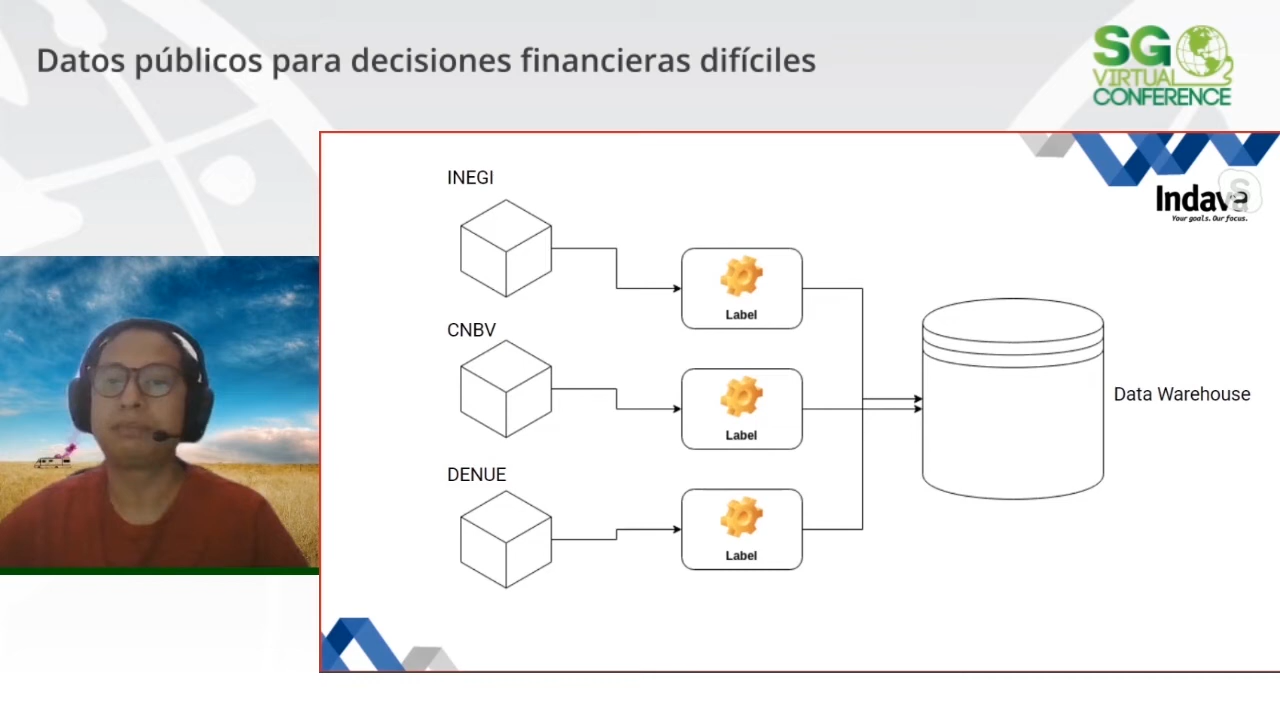 Datos públicos para decisiones financieras difíciles
SG
VIRTUAL
CONFERENCE
INEGI
Indava
Your goals. Our focus.
Label
CNBV
Data Warehouse
Label
DENUE
Label